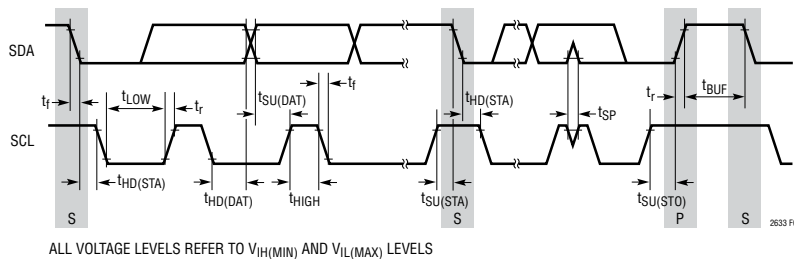 SDA
tf
tLOW
tr
tSU(DAT)
tf
tHD(STA)
tSP
tr
tBUF
SCL
tHD(STA)
tHD(DAT)
tHIGH
tSU(STA)
tSU(STO)
S
S
P
S
2633 F
ALL VOLTAGE LEVELS REFER TO VIH(MIN) AND VIL(MAX) LEVELS